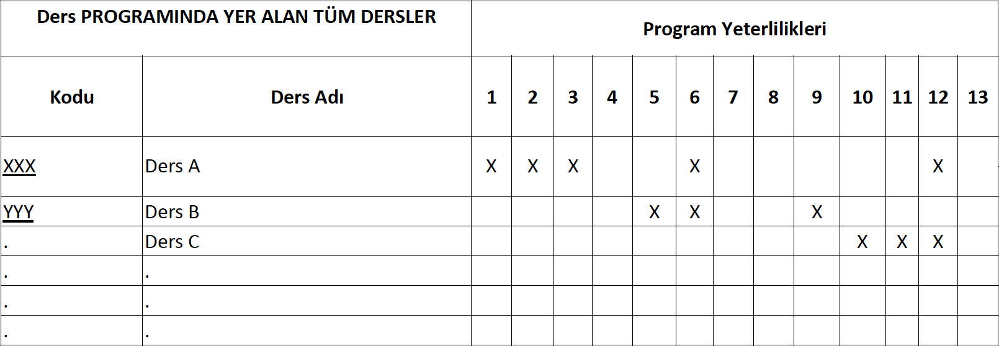 Ders PROGRAMINDA YER ALAN TÜM DERSLER
Program Yeterlilikleri
Kodu Ders Adı 1 2 3 4 5 6 7 8 9 10 11 12 13
XXX Ders A X X X X X
YYY Ders B X X X
. Ders C X X X
. .
. .
. .